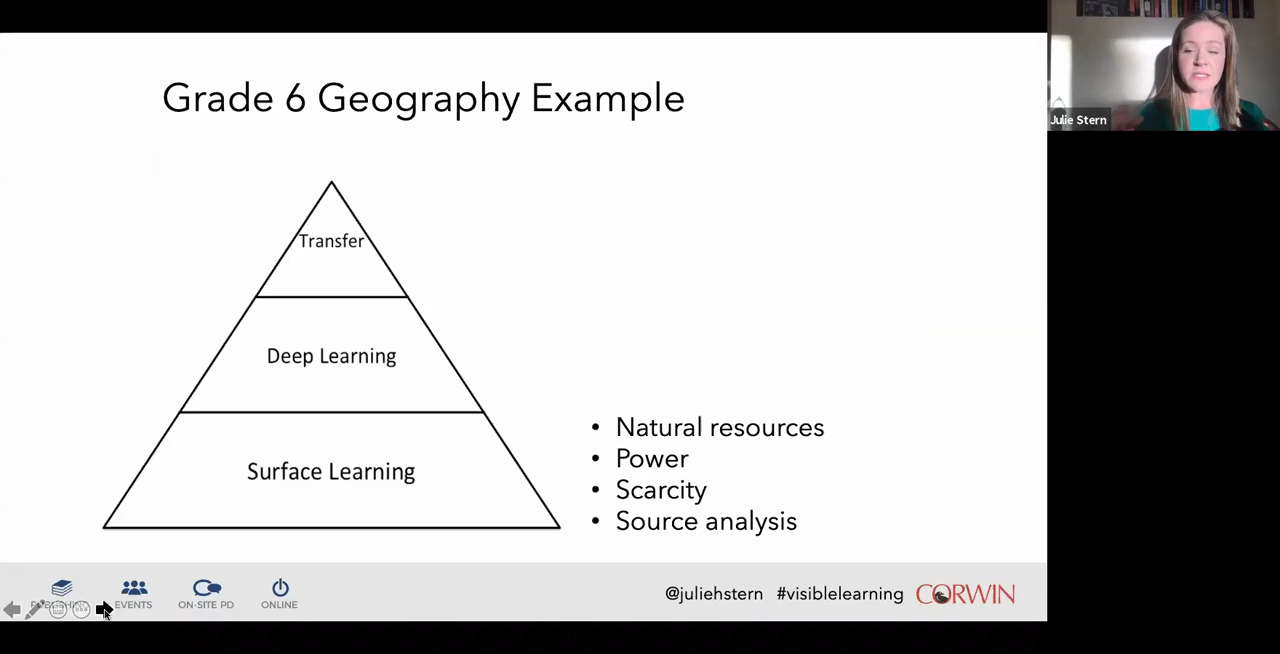 Grade 6 Geography Example
Julie Stern
Transfer
Deep Learning
Surface Learning
• Natural resources
• Power
• Scarcity
• Source analysis
EVENTS
ON-SITE PD
ONLINE
@juliehstern #visiblelearning CORWIN